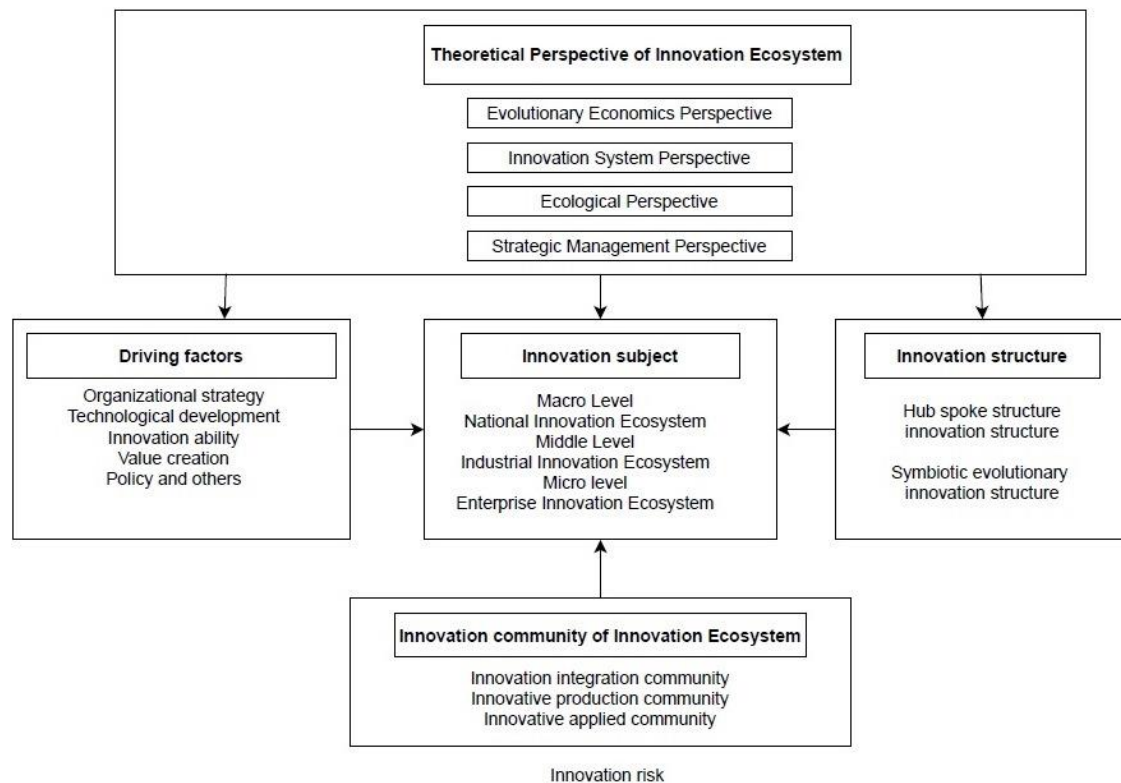 Theoretical Perspective of Innovation Ecosystem
Evolutionary Economics Perspective
Innovation System Perspective
Ecological Perspective
Strategic Management Perspective
Driving factors
Organizational strategy
Technological development
Innovation ability
Value creation
Policy and others
Innovation subject
Macro Level
National Innovation Ecosystem
Middle Level
Industrial Innovation Ecosystem
Micro level
Enterprise Innovation Ecosystem
Innovation structure
Hub spoke structure
innovation structure
Symbiotic evolutionary
innovation structure
Innovation community of Innovation Ecosystem
Innovation integration community
Innovative production community
Innovative applied community
Innovation risk